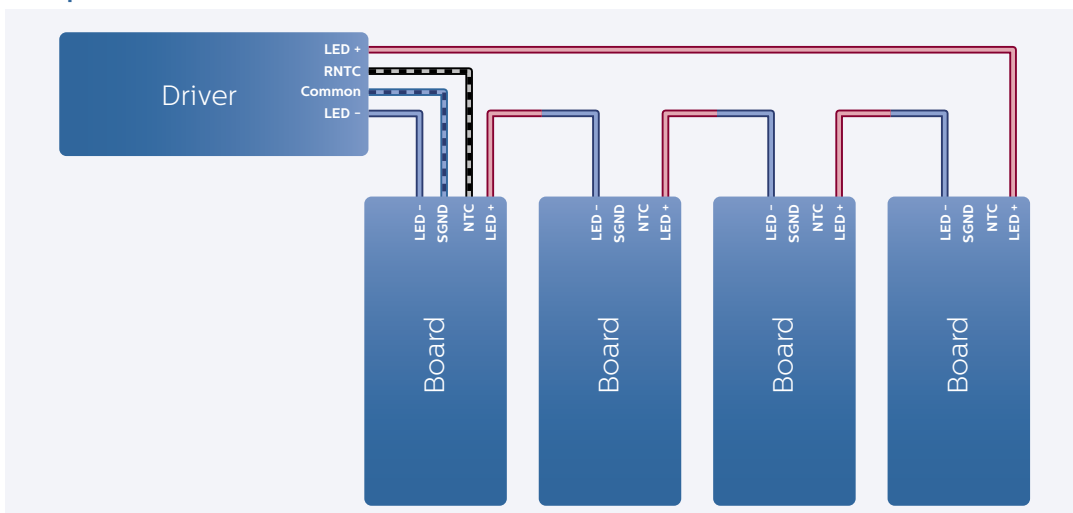 LED +
RNTC
Common
LED -
Driver
LED -
SGND
NTC
LED +
LED -
SGND
NTC
LED +
LED -
SGND
NTC
LED +
LED -
SGND
NTC
LED +
Board
Board
Board
Board